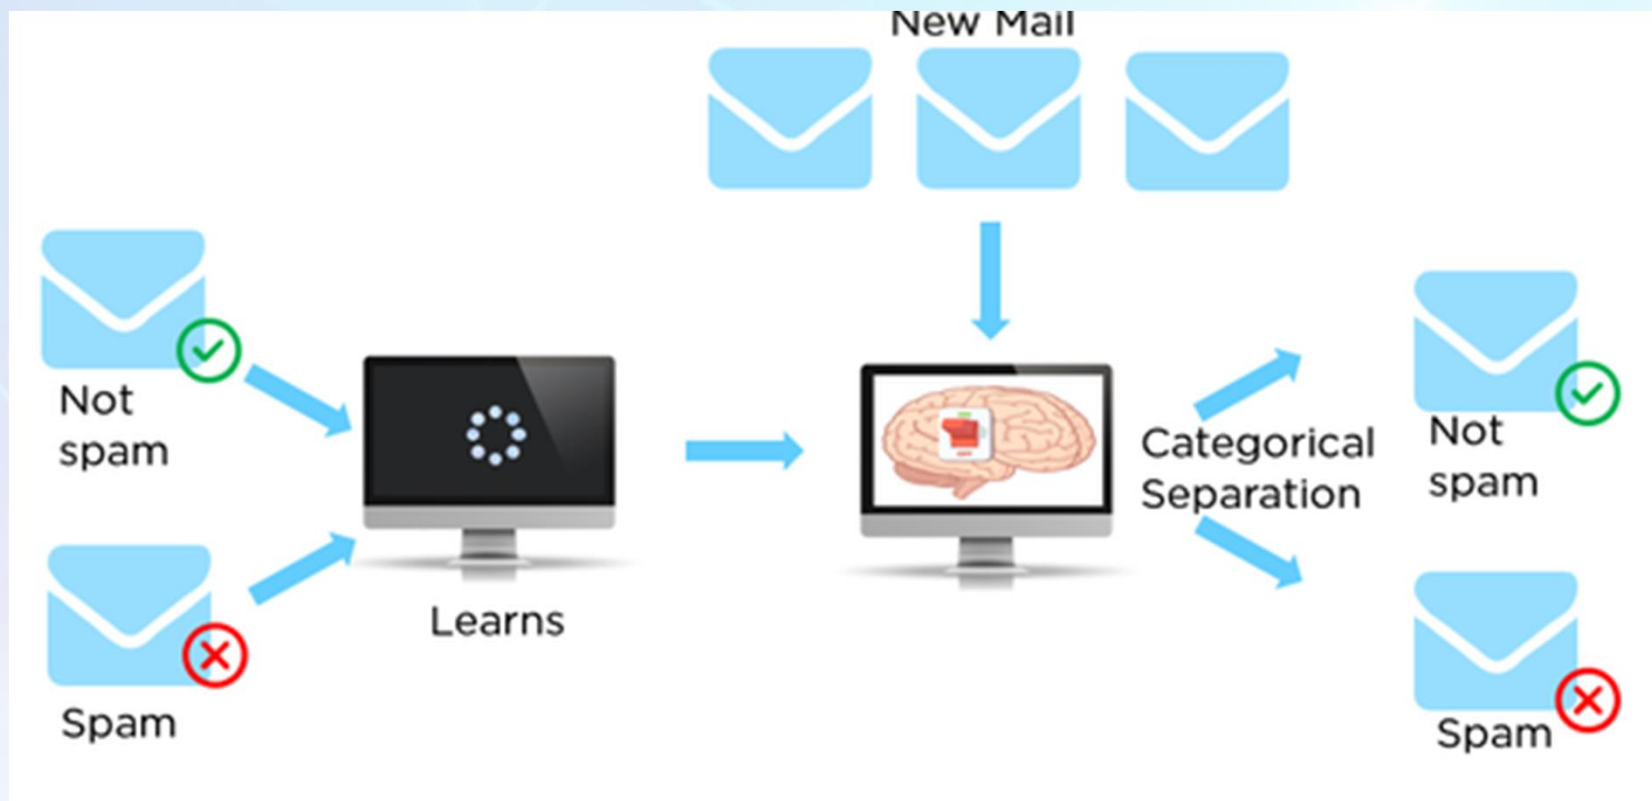 New Mail
Not
spam
Spam
Learns
Categorical
Separation
Not
spam
Spam